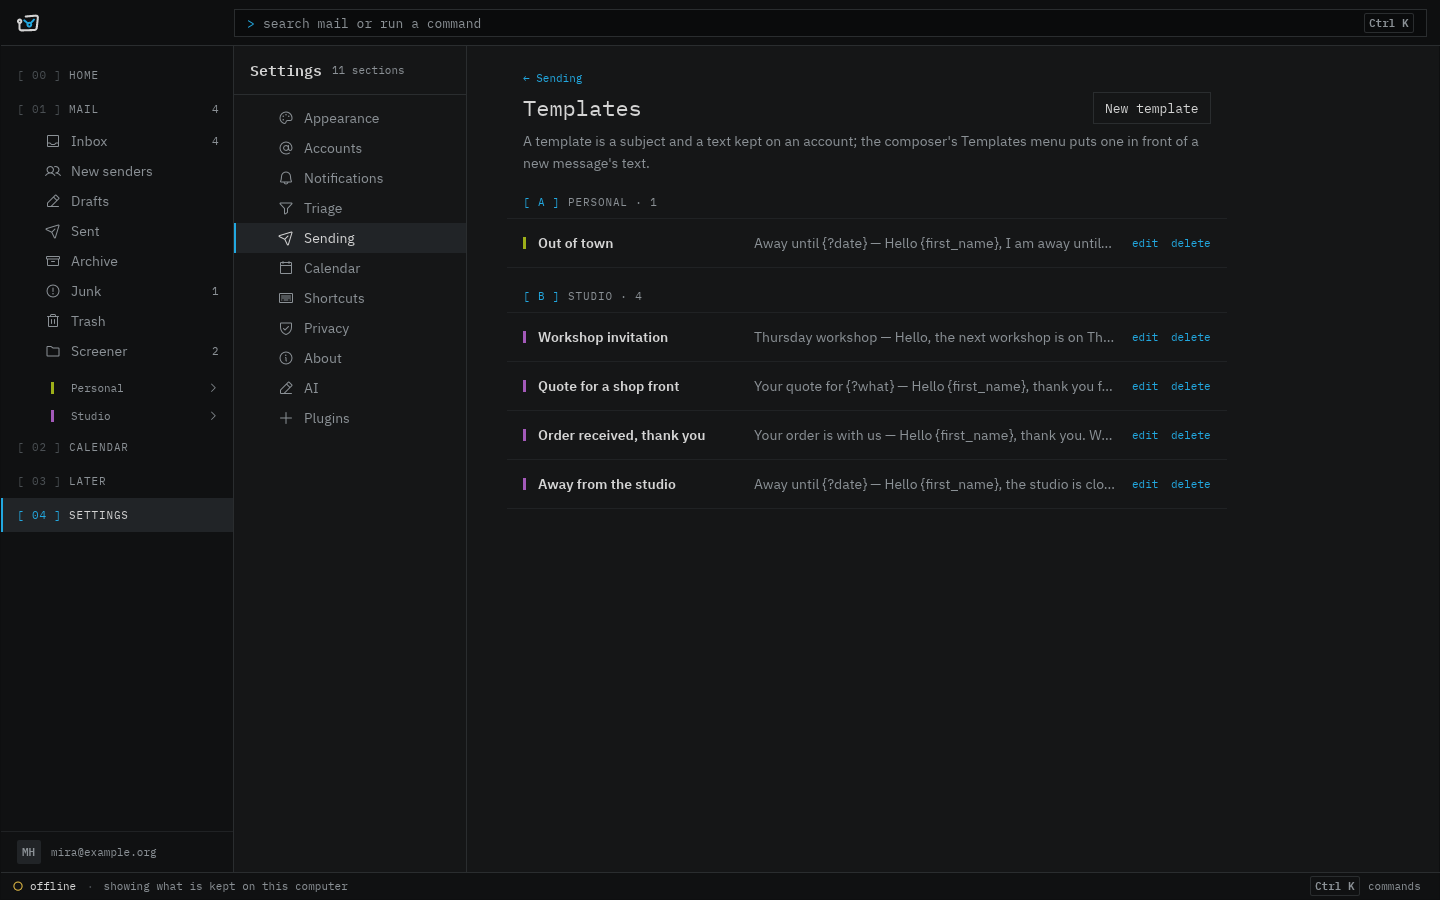 > search mail or run a command
Ctrl K
[ 00 ] HOME
[ 01 ] MAIL 4
Inbox 4
New senders
Drafts
Sent
Archive
Junk 1
Trash
Screener 2
Personal
Studio
[ 02 ] CALENDAR
[ 03 ] LATER
[ 04 ] SETTINGS
MH mira@example.org
Settings 11 sections
Appearance
Accounts
Notifications
Triage
Sending
Calendar
Shortcuts
Privacy
About
AI
Plugins
← Sending
Templates
New template
A template is a subject and a text kept on an account; the composer's Templates menu puts one in front of a
new message's text.
[ A ] PERSONAL · 1
Out of town Away until {?date} — Hello {first_name}, I am away until... edit delete
[ B ] STUDIO · 4
Workshop invitation Thursday workshop — Hello, the next workshop is on Th... edit delete
Quote for a shop front Your quote for {?what} — Hello {first_name}, thank you f... edit delete
Order received, thank you Your order is with us — Hello {first_name}, thank you. W... edit delete
Away from the studio Away until {?date} — Hello {first_name}, the studio is clo... edit delete
offline · showing what is kept on this computer
Ctrl K commands